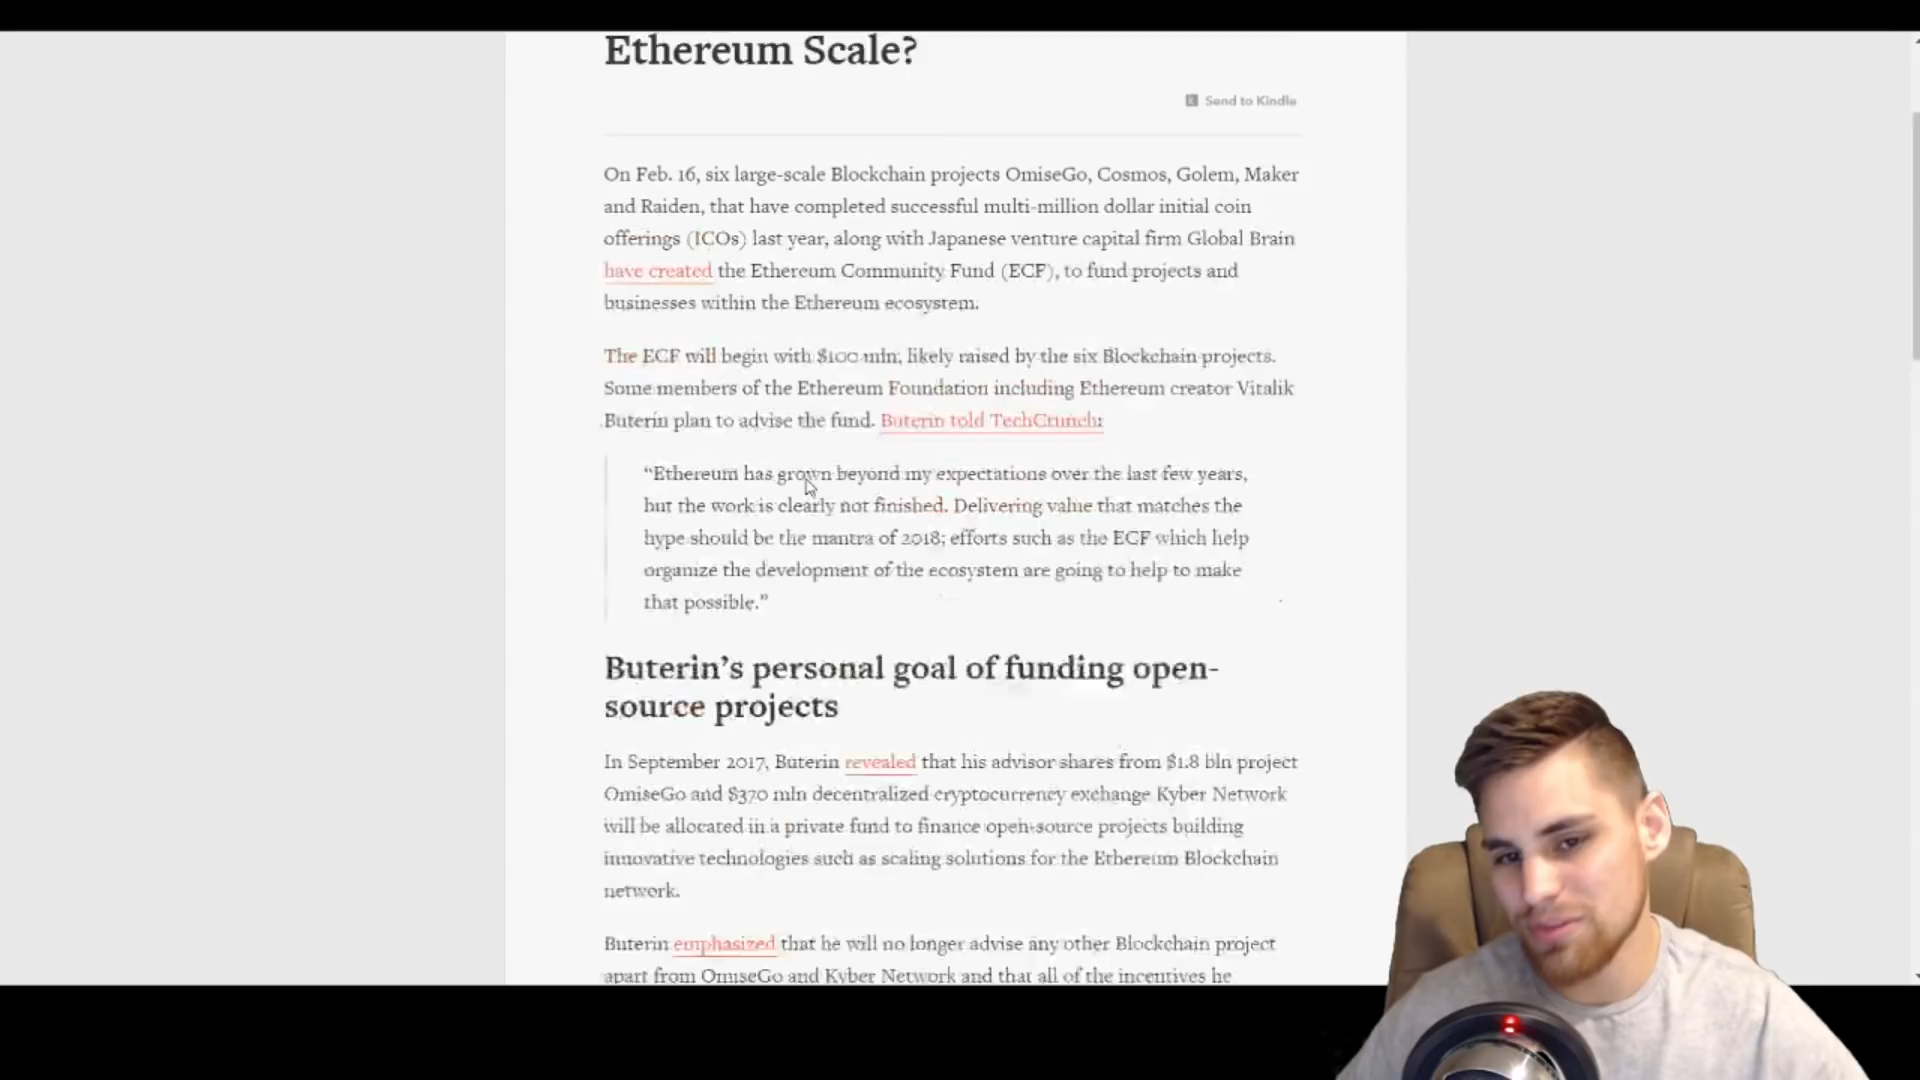 Ethereum Scale?
Send to Kindle
On Feb. 16, six large-scale Blockchain projects OmiseGo, Cosmos, Golem, Maker
and Raiden, that have completed successful multi-million dollar initial coin
offerings (ICOs) last year, along with Japanese venture capital firm Global Brain
have created the Ethereum Community Fund (ECF), to fund projects and
businesses within the Ethereum ecosystem.
The ECF will begin with $100 mln, likely raised by the six Blockchain projects.
Some members of the Ethereum Foundation including Ethereum creator Vitalik
Buterin plan to advise the fund. Buterin told TechCrunch:
“Ethereum has grown beyond my expectations over the last few years,
but the work is clearly not finished. Delivering value that matches the
hype should be the mantra of 2018; efforts such as the ECF which help
organize the development of the ecosystem are going to help to make
that possible.”
Buterin’s personal goal of funding open-
source projects
In September 2017, Buterin revealed that his advisor shares from $1.8 bln project
OmiseGo and $370 mln decentralized cryptocurrency exchange Kyber Network
will be allocated in a private fund to finance open-source projects building
innovative technologies such as scaling solutions for the Ethereum Blockchain
network.
Buterin emphasized that he will no longer advise any other Blockchain project
apart from OmiseGo and Kyber Network and that all of the incentives he